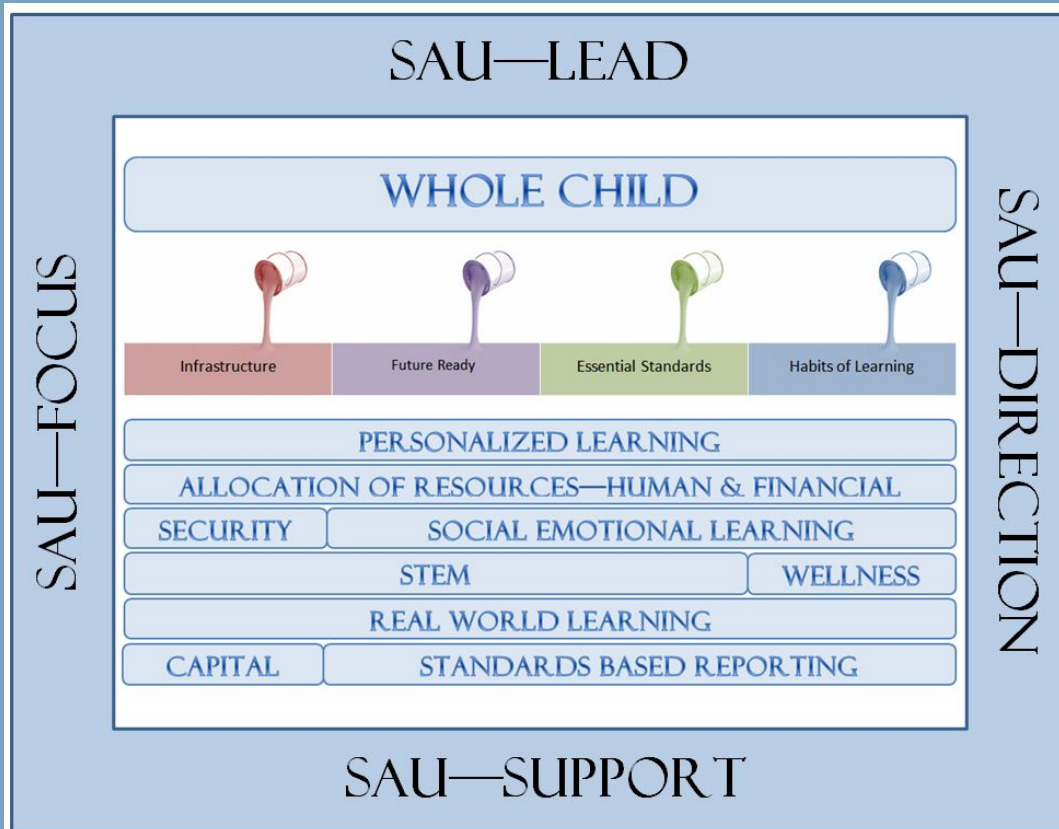 SAU—LEAD
WHOLE CHILD
Infrastructure
Future Ready
Essential Standards
Habits of Learning
PERSONALIZED LEARNING
ALLOCATION OF RESOURCES—HUMAN & FINANCIAL
SECURITY
SOCIAL EMOTIONAL LEARNING
STEM
WELLNESS
REAL WORLD LEARNING
CAPITAL
STANDARDS BASED REPORTING
SAU—FOCUS
SAU—DIRECTION
SAU—SUPPORT